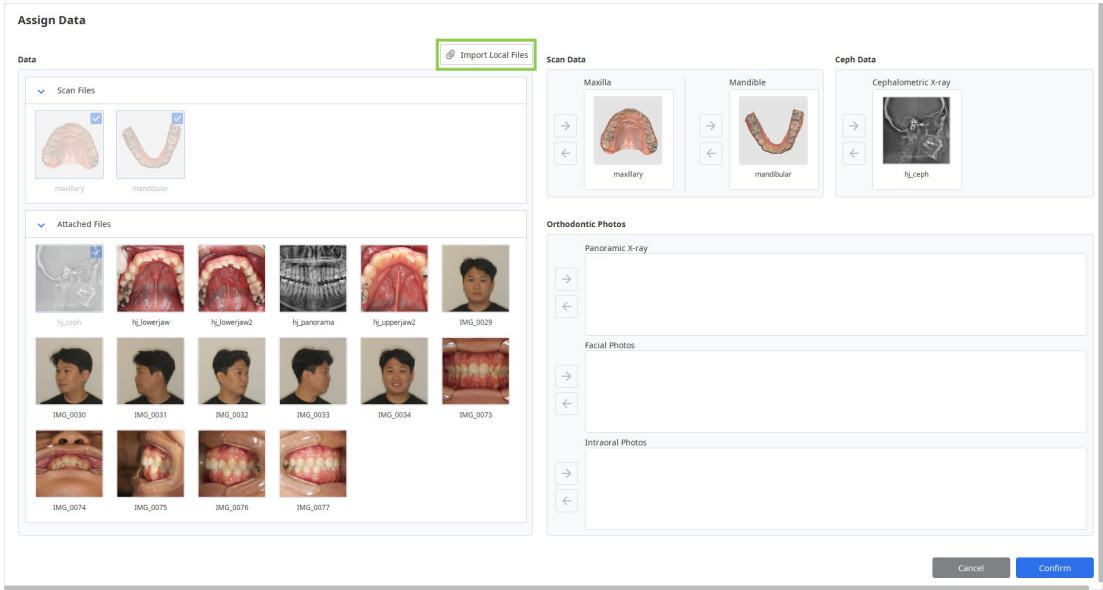 Assign Data
Data
Import Local Files
Scan Files
maxillary
mandibular
Attached Files
hj_ceph
hj_lowerjaw
hj_lowerjaw2
hj_panorama
hj_upperjaw2
IMG_0029
IMG_0030
IMG_0031
IMG_0032
IMG_0033
IMG_0034
IMG_0073
IMG_0074
IMG_0075
IMG_0076
IMG_0077
Scan Data
Maxilla
maxillary
Mandible
mandibular
Ceph Data
Cephalometric X-ray
hj_ceph
Orthodontic Photos
Panoramic X-ray
Facial Photos
Intraoral Photos
Cancel
Confirm